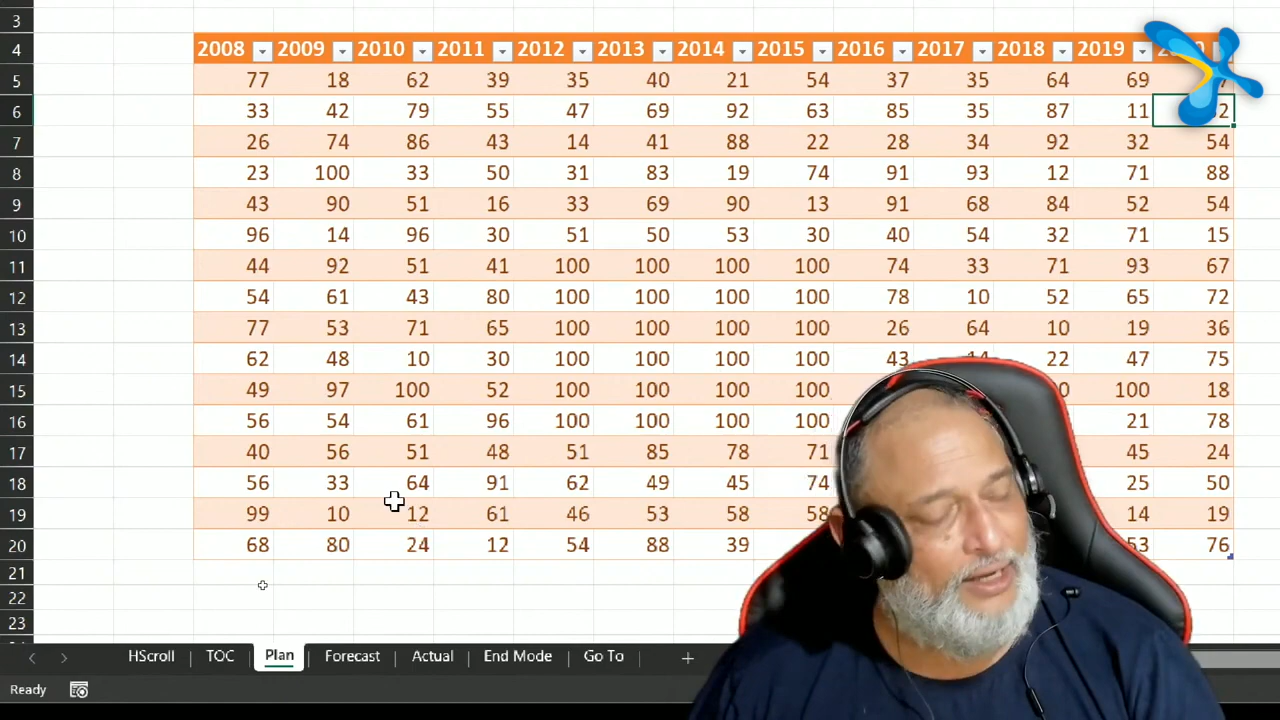 3
4 2008 2009 2010 2011 2012 2013 2014 2015 2016 2017 2018 2019
5 77 18 62 39 35 40 21 54 37 35 64 69
6 33 42 79 55 47 69 92 63 85 35 87 11
7 26 74 86 43 14 41 88 22 28 34 92 32 54
8 23 100 33 50 31 83 19 74 91 93 12 71 88
9 43 90 51 16 33 69 90 13 91 68 84 52 54
10 96 14 96 30 51 50 53 30 40 54 32 71 15
11 44 92 51 41 100 100 100 100 74 33 71 93 67
12 54 61 43 80 100 100 100 100 78 10 52 65 72
13 77 53 71 65 100 100 100 100 26 64 10 19 36
14 62 48 10 30 100 100 100 100 43 14 22 47 75
15 49 97 100 52 100 100 100 100 100 18
16 56 54 61 96 100 100 100 100 21 78
17 40 56 51 48 51 85 78 71 45 24
18 56 33 64 91 62 49 45 74 25 50
19 99 10 12 61 46 53 58 58 14 19
20 68 80 24 12 54 88 39 53 76
21
22
23
HScroll TOC Plan Forecast Actual End Mode Go To
Ready